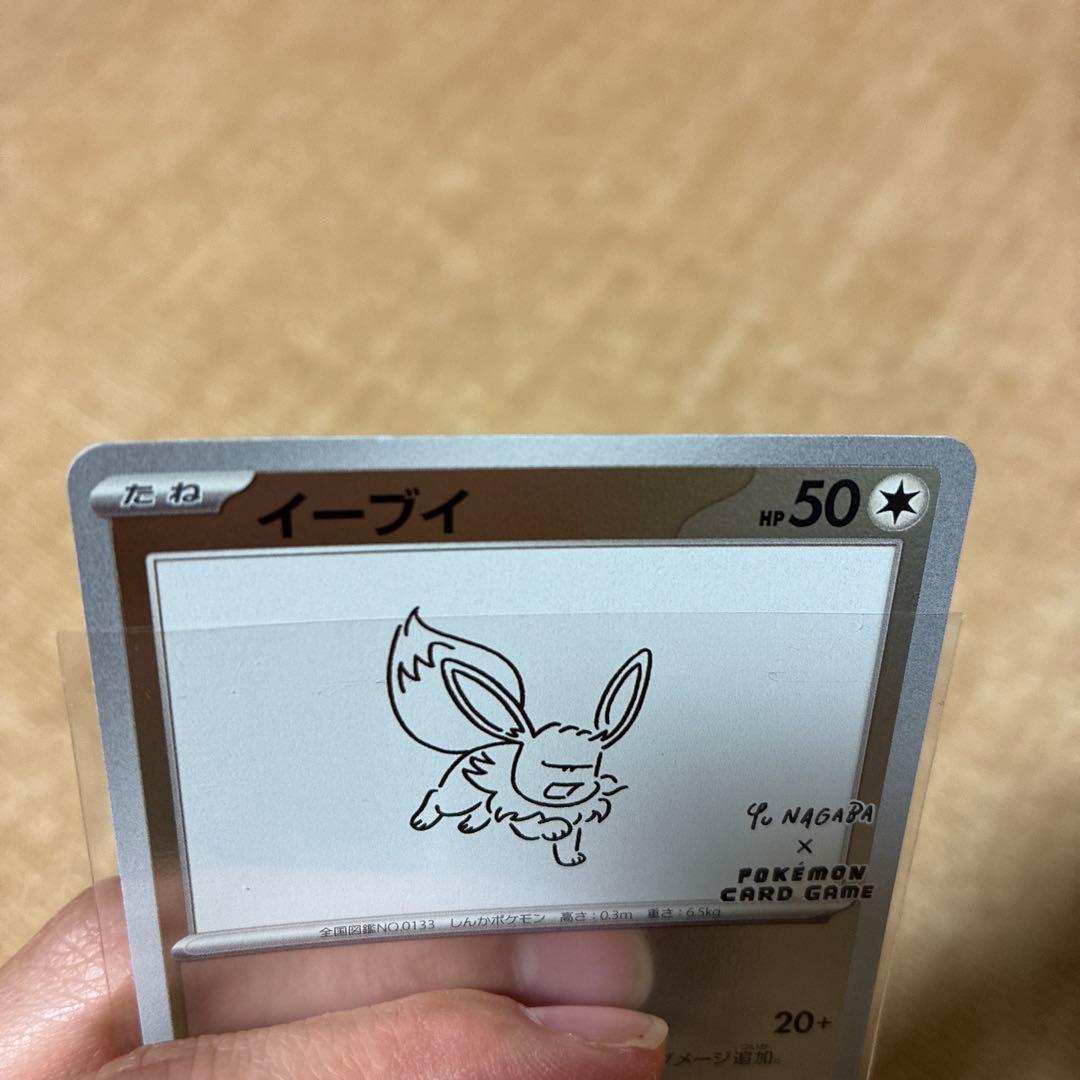 たね
イーブイ
HP 50
Yu NAGABA
×
POKÉMON
CARD GAME
全国図鑑NO.0133 しんかポケモン 高さ:0.3m 重さ:6.5kg
20+
ダメージ追加。